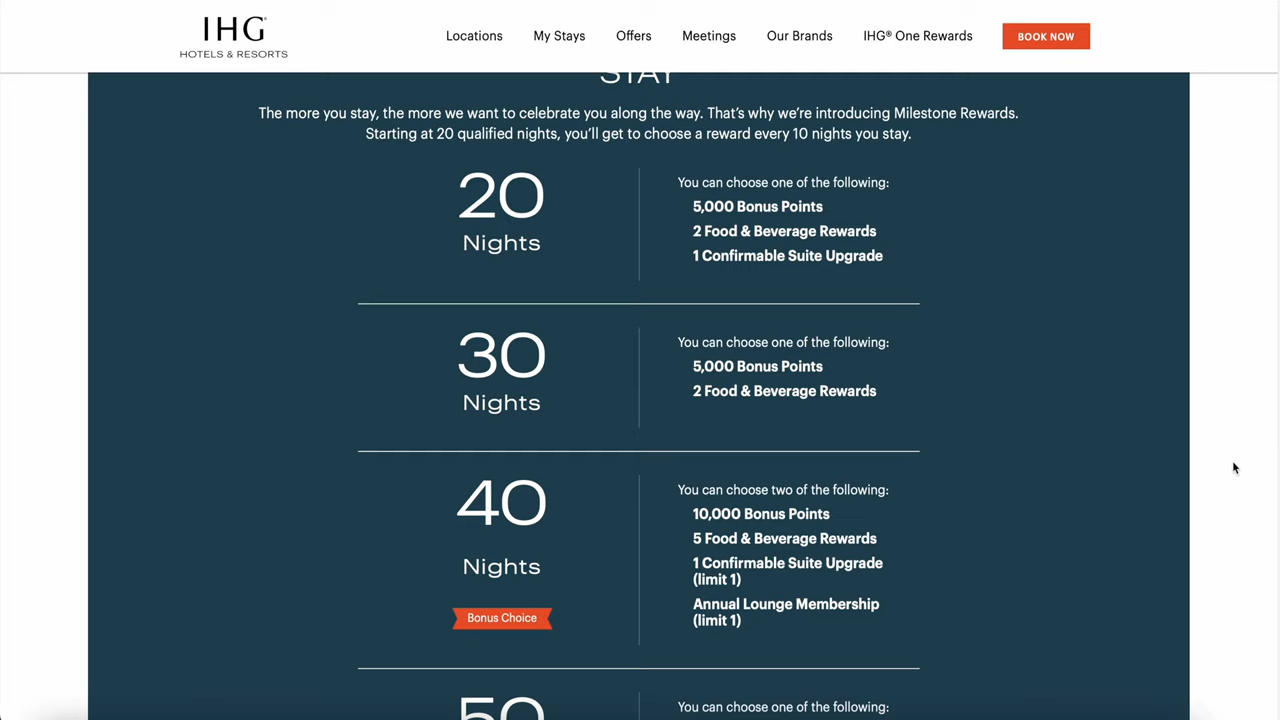 IHG®
HOTELS & RESORTS
Locations
My Stays
Offers
Meetings
Our Brands
IHG® One Rewards
BOOK NOW
STAY
The more you stay, the more we want to celebrate you along the way. That's why we're introducing Milestone Rewards.
Starting at 20 qualified nights, you'll get to choose a reward every 10 nights you stay.
20
Nights
You can choose one of the following:
5,000 Bonus Points
2 Food & Beverage Rewards
1 Confirmable Suite Upgrade
30
Nights
You can choose one of the following:
5,000 Bonus Points
2 Food & Beverage Rewards
40
Nights
Bonus Choice
You can choose two of the following:
10,000 Bonus Points
5 Food & Beverage Rewards
1 Confirmable Suite Upgrade
(limit 1)
Annual Lounge Membership
(limit 1)
50
You can choose one of the following: